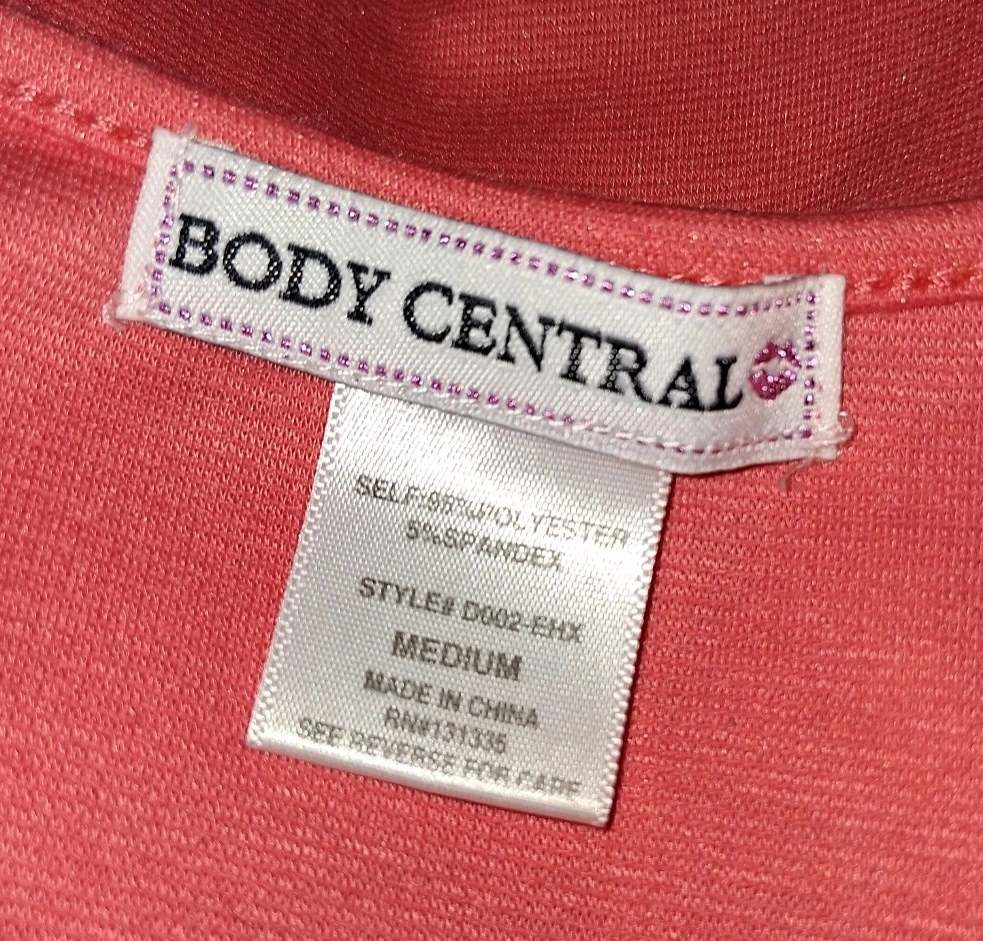 BODY CENTRAL
SELF:95%POLYESTER
5%SPANDEX
STYLE# D002-EHX
MEDIUM
MADE IN CHINA
RN#131335
SEE REVERSE FOR CARE